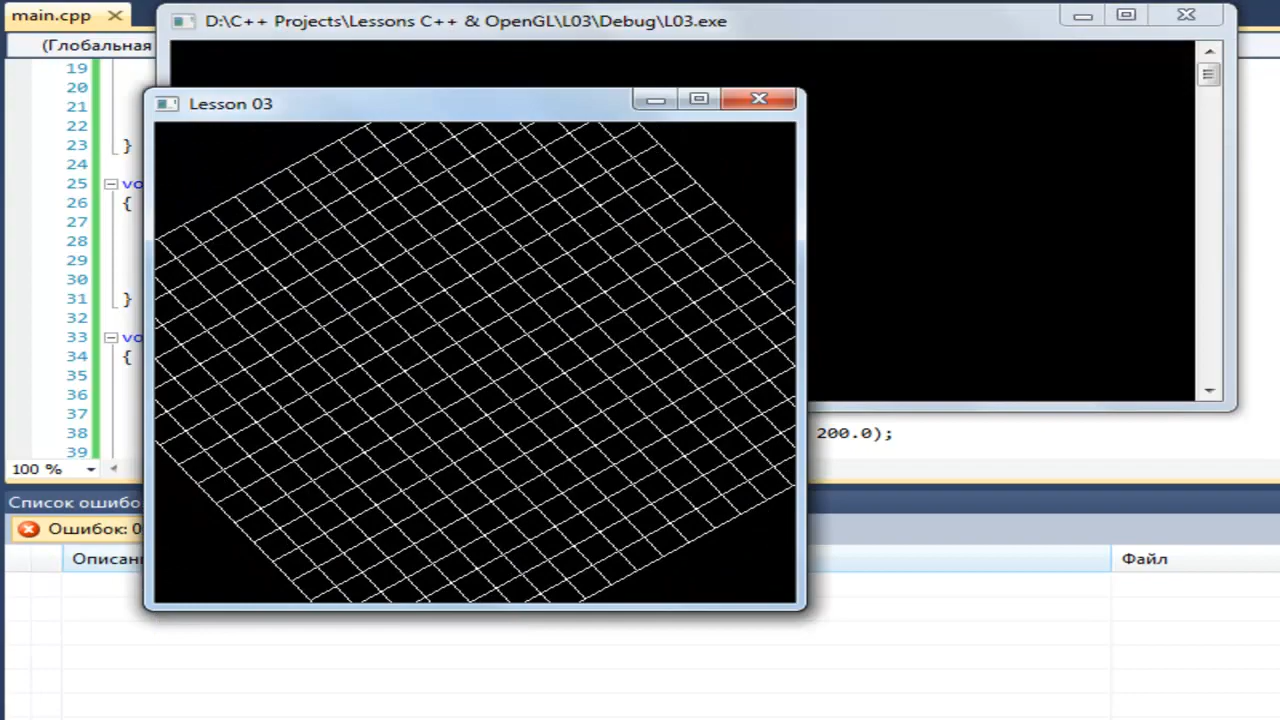 main.cpp
D:\C++ Projects\Lessons C++ & OpenGL\L03\Debug\L03.exe
(Глобальная
19
20
21
22
23 }
24
25 vo
26 {
27
28
29
30
31 }
32
33 vo
34 {
35
36
37
38 200.0);
39
Lesson 03
100 %
Список ошибо
Ошибок: 0
Описан
Файл